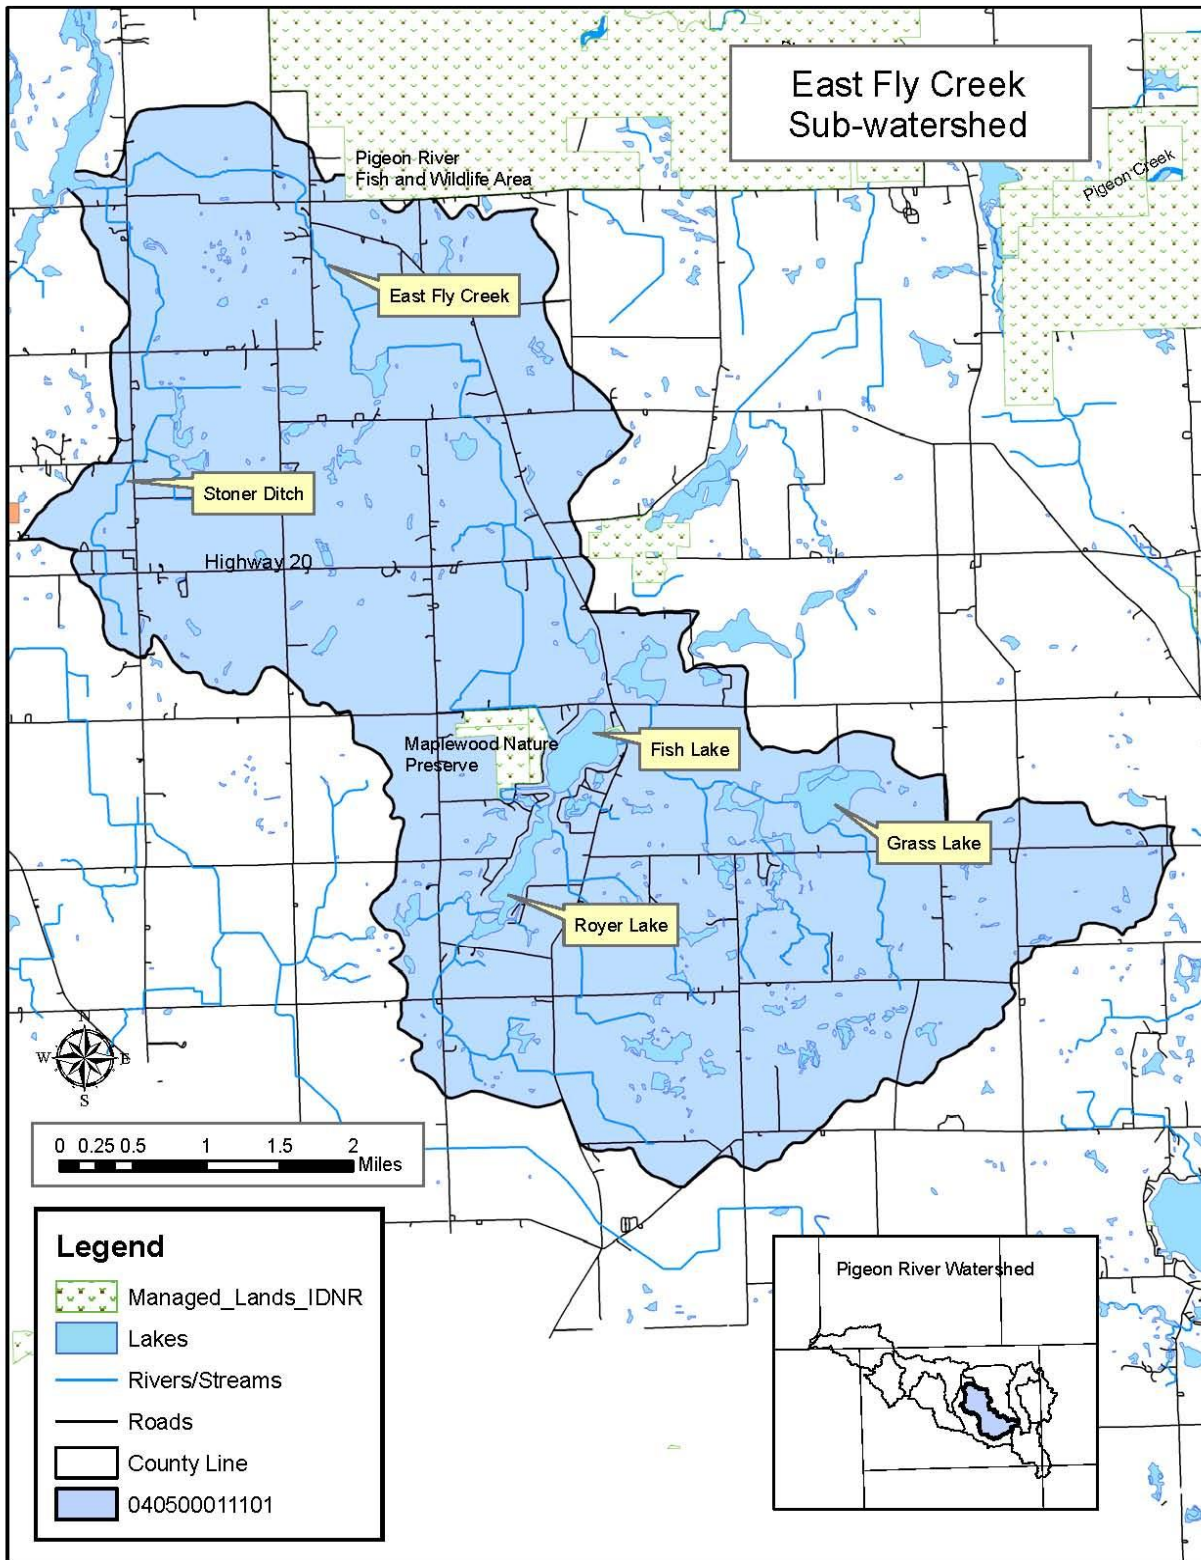 East Fly Creek
Sub-watershed
Pigeon River
Fish and Wildlife Area
Pigeon Creek
East Fly Creek
Stoner Ditch
Highway 20
Maplewood Nature
Preserve
Fish Lake
Grass Lake
Royer Lake
N
W
E
S
0 0.25 0.5 1 1.5 2
Miles
Legend
Managed_Lands_IDNR
Lakes
Rivers/Streams
Roads
County Line
040500011101
Pigeon River Watershed